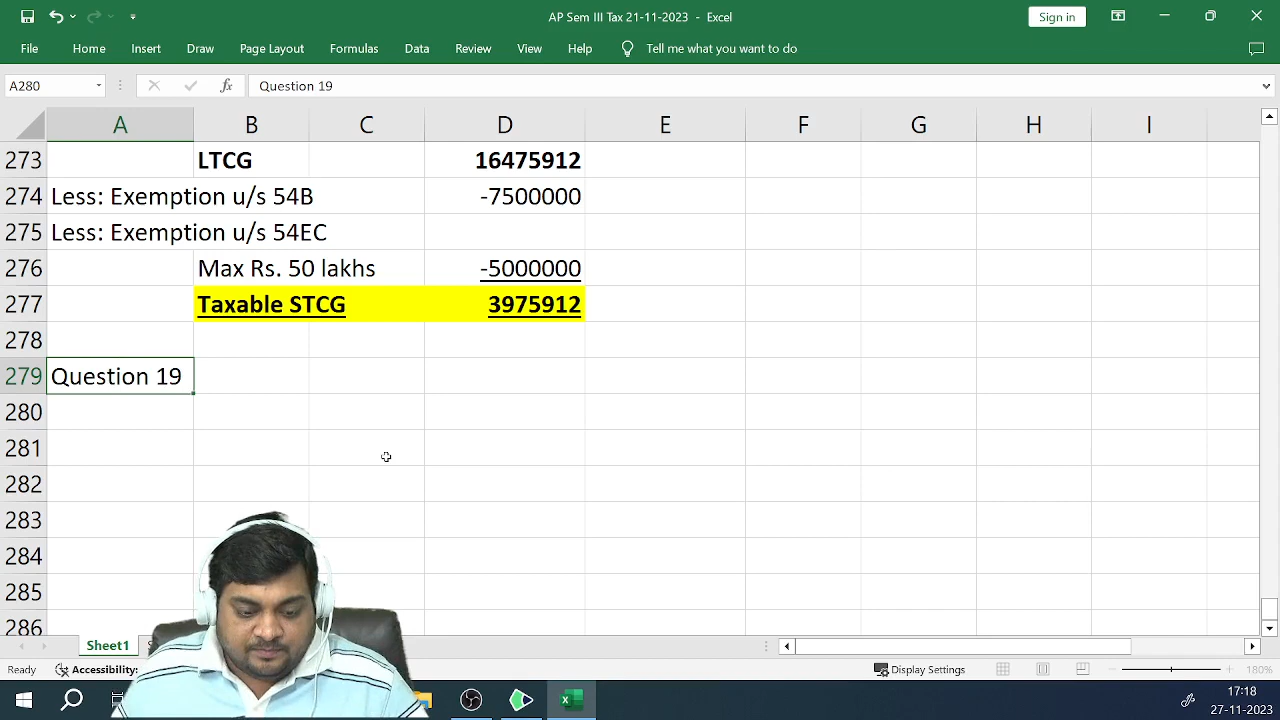 AP Sem III Tax 21-11-2023 - Excel
Sign in
File Home Insert Draw Page Layout Formulas Data Review View Help Tell me what you want to do
A280 fx Question 19
A B C D E F G H I
273 LTCG 16475912
274 Less: Exemption u/s 54B -7500000
275 Less: Exemption u/s 54EC
276 Max Rs. 50 lakhs -5000000
277 Taxable STCG 3975912
278
279 Question 19
280
281
282
283
284
285
286
Sheet1
Ready Accessibility: Display Settings 180%
17:18
27-11-2023